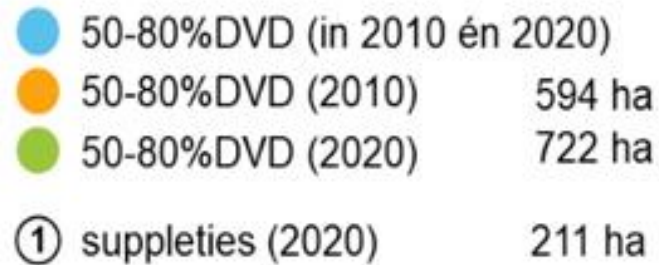 50-80%DVD (in 2010 én 2020)
50-80%DVD (2010) 594 ha
50-80%DVD (2020) 722 ha
1 suppleties (2020) 211 ha